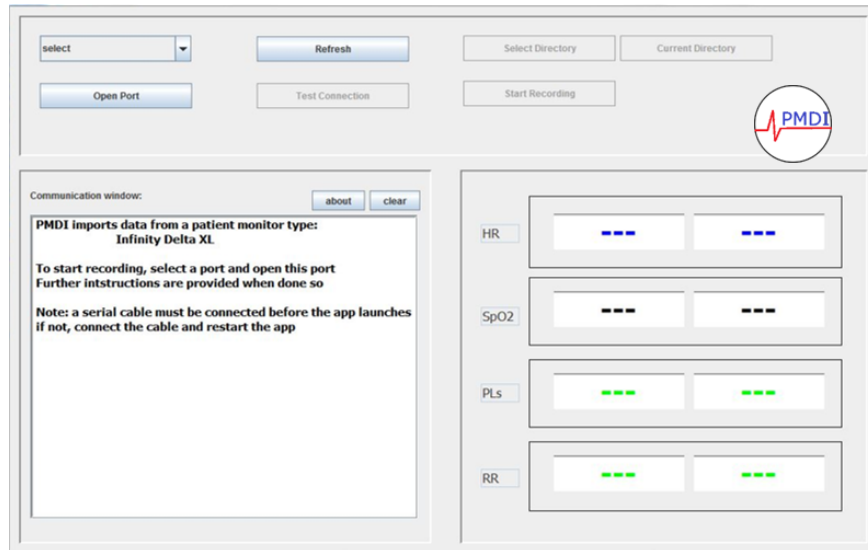 select
Refresh
Select Directory
Current Directory
Open Port
Test Connection
Start Recording
PMDI
Communication window:
about
clear
PMDI imports data from a patient monitor type:
Infinity Delta XL
To start recording, select a port and open this port
Further intstructions are provided when done so
Note: a serial cable must be connected before the app launches
if not, connect the cable and restart the app
HR
--- ---
SpO2
--- ---
PLs
--- ---
RR
--- ---